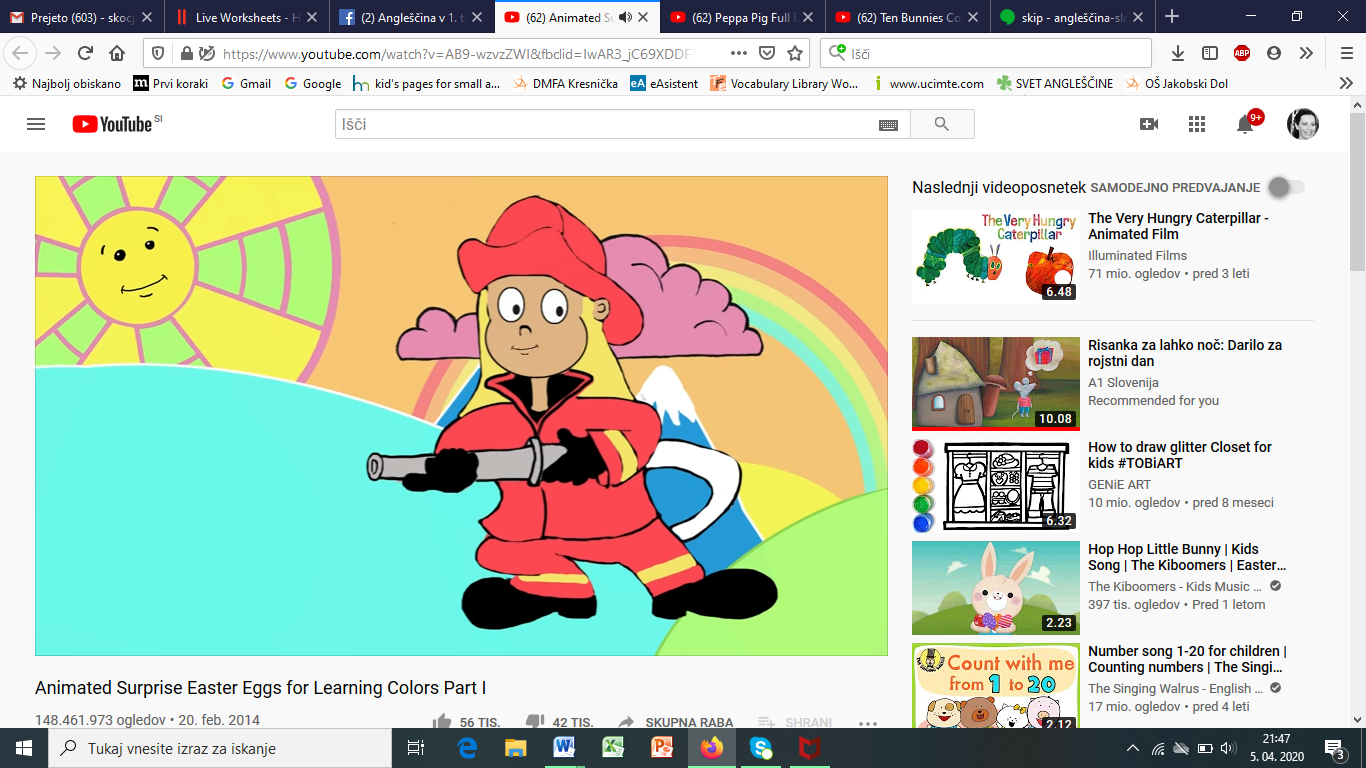 Prejeto (603) - skocj
Live Worksheets - H
(2) Angleščina v 1. t
(62) Animated Su
(62) Peppa Pig Full E
(62) Ten Bunnies Co
skip - angleščina-sl
https://www.youtube.com/watch?v=AB9-wzvzZWI&fbclid=IwAR3_jC69XDDF
Išči
ABP
Najbolj obiskano
m Prvi koraki
G Gmail
G Google
kid's pages for small a...
DMFA Kresnička
eA eAsistent
Vocabulary Library Wo...
www.ucimte.com
SVET ANGLEŠČINE
OŠ Jakobski Dol
YouTube SI
Išči
9+
Naslednji videoposnetek SAMODEJNO PREDVAJANJE
The Very Hungry
Caterpillar
6.48
The Very Hungry Caterpillar -
Animated Film
Illuminated Films
71 mio. ogledov • pred 3 leti
10.08
Risanka za lahko noč: Darilo za
rojstni dan
A1 Slovenija
Recommended for you
6.32
How to draw glitter Closet for
kids #TOBiART
GENiE ART
10 mio. ogledov • pred 8 meseci
2.23
Hop Hop Little Bunny | Kids
Song | The Kiboomers | Easter...
The Kiboomers - Kids Music ...
397 tis. ogledov • Pred 1 letom
Count with me
from 1 to 20
2.12
Number song 1-20 for children |
Counting numbers | The Singi...
The Singing Walrus - English ...
17 mio. ogledov • pred 4 leti
Animated Surprise Easter Eggs for Learning Colors Part I
148.461.973 ogledov • 20. feb. 2014
56 TIS.
42 TIS.
SKUPNA RABA
SHRANI
Tukaj vnesite izraz za iskanje
21:47
5. 04. 2020
3